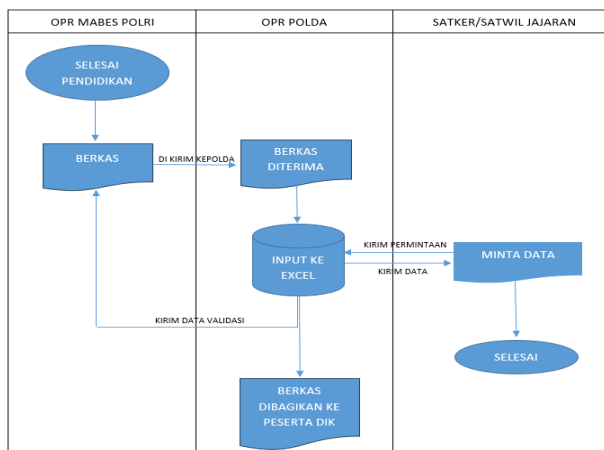 OPR MABES POLRI
OPR POLDA
SATKER/SATWIL JAJARAN
SELESAI
PENDIDIKAN
BERKAS
DI KIRIM KEPOLDA
BERKAS
DITERIMA
INPUT KE
EXCEL
KIRIM PERMINTAAN
KIRIM DATA
MINTA DATA
KIRIM DATA VALIDASI
SELESAI
BERKAS
DIBAGIKAN KE
PESERTA DIK